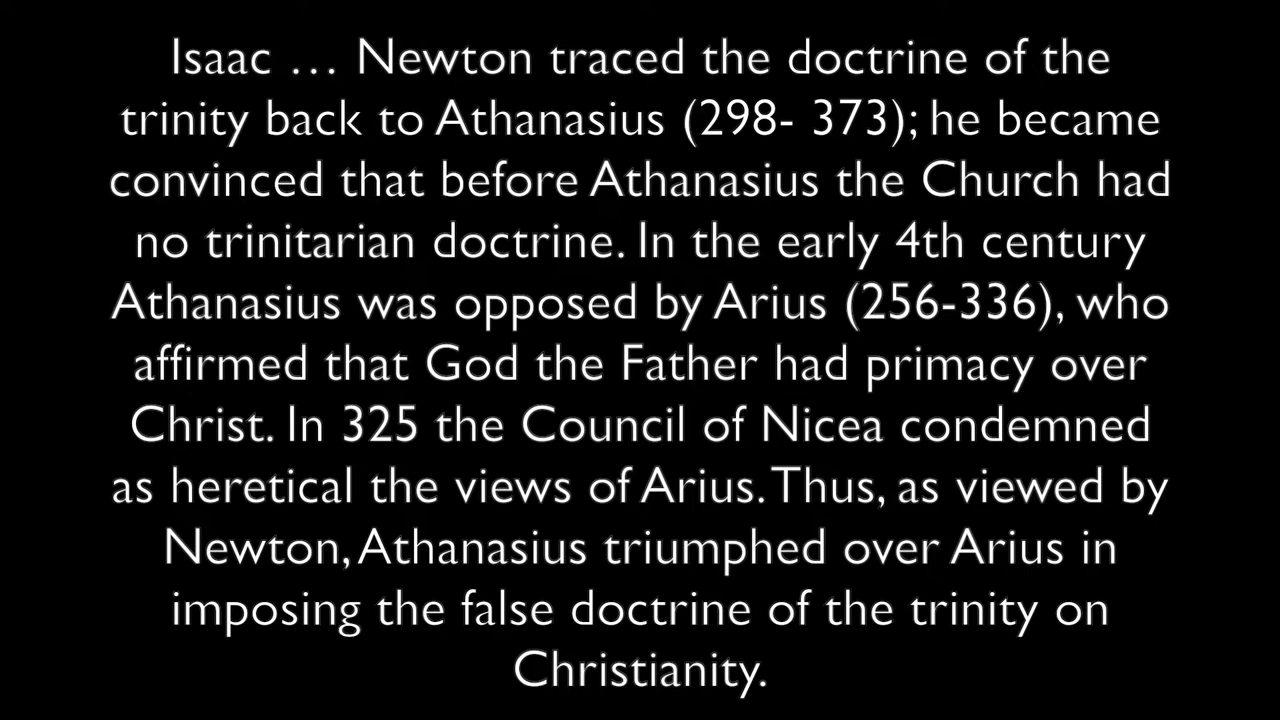 Isaac … Newton traced the doctrine of the
trinity back to Athanasius (298- 373); he became
convinced that before Athanasius the Church had
no trinitarian doctrine. In the early 4th century
Athanasius was opposed by Arius (256-336), who
affirmed that God the Father had primacy over
Christ. In 325 the Council of Nicea condemned
as heretical the views of Arius. Thus, as viewed by
Newton, Athanasius triumphed over Arius in
imposing the false doctrine of the trinity on
Christianity.